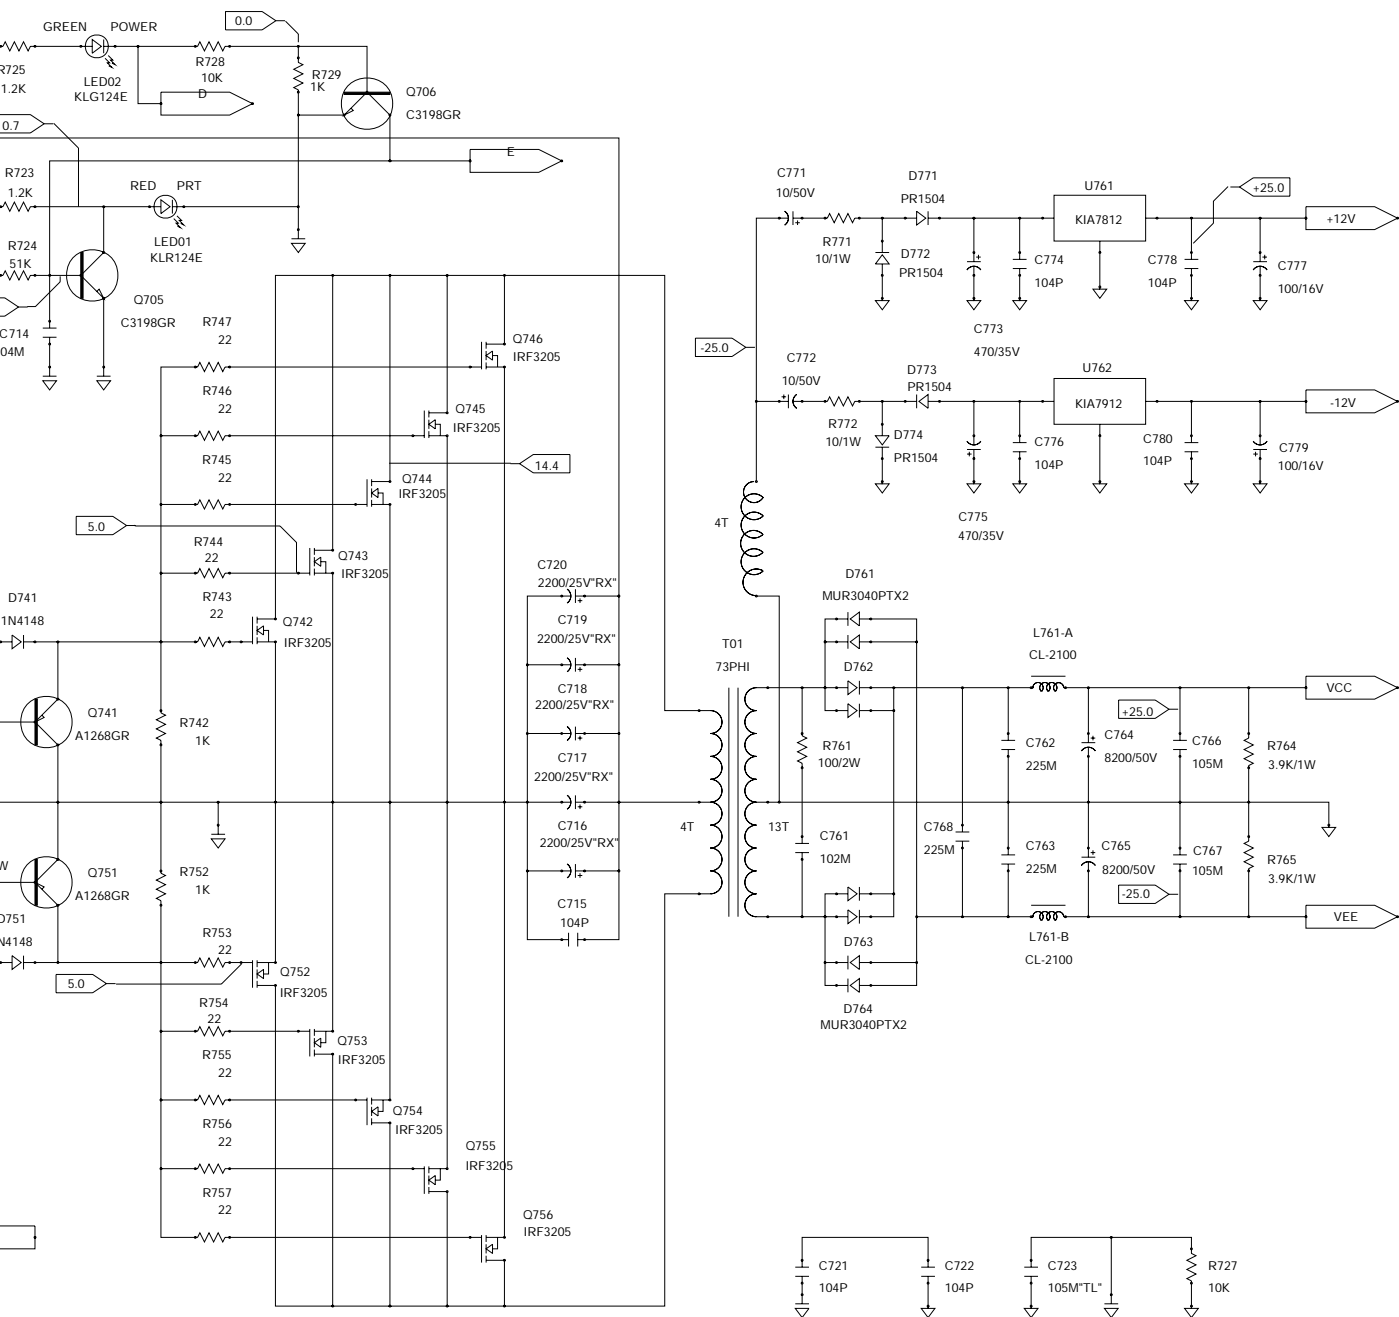 GREEN POWER
0.0
R725
1.2K
LED02
KLG124E
R728
10K
D
R729
1K
Q706
C3198GR
0.7
E
R723
1.2K
RED PRT
LED01
KLR124E
R724
51K
Q705
C3198GR
C714
04M
R747
22
Q746
IRF3205
R746
22
Q745
IRF3205
R745
22
Q744
IRF3205
14.4
5.0
R744
22
Q743
IRF3205
R743
22
Q742
IRF3205
D741
1N4148
Q741
A1268GR
R742
1K
W
Q751
A1268GR
R752
1K
D751
N4148
R753
22
Q752
IRF3205
5.0
R754
22
Q753
IRF3205
R755
22
Q754
IRF3205
R756
22
Q755
IRF3205
R757
22
Q756
IRF3205
C720
2200/25V"RX"
C719
2200/25V"RX"
C718
2200/25V"RX"
C717
2200/25V"RX"
C716
2200/25V"RX"
C715
104P
C771
10/50V
D771
PR1504
U761
KIA7812
+25.0
+12V
R771
10/1W
D772
PR1504
C774
104P
C778
104P
C777
100/16V
C773
470/35V
-25.0
C772
10/50V
D773
PR1504
U762
KIA7912
-12V
R772
10/1W
D774
PR1504
C776
104P
C780
104P
C779
100/16V
C775
470/35V
4T
D761
MUR3040PTX2
T01
73PHI
D762
L761-A
CL-2100
VCC
+25.0
R761
100/2W
C762
225M
C764
8200/50V
C766
105M
R764
3.9K/1W
4T
13T
C761
102M
C768
225M
C763
225M
C765
8200/50V
C767
105M
R765
3.9K/1W
-25.0
VEE
D763
L761-B
CL-2100
D764
MUR3040PTX2
C721
104P
C722
104P
C723
105M"TL"
R727
10K